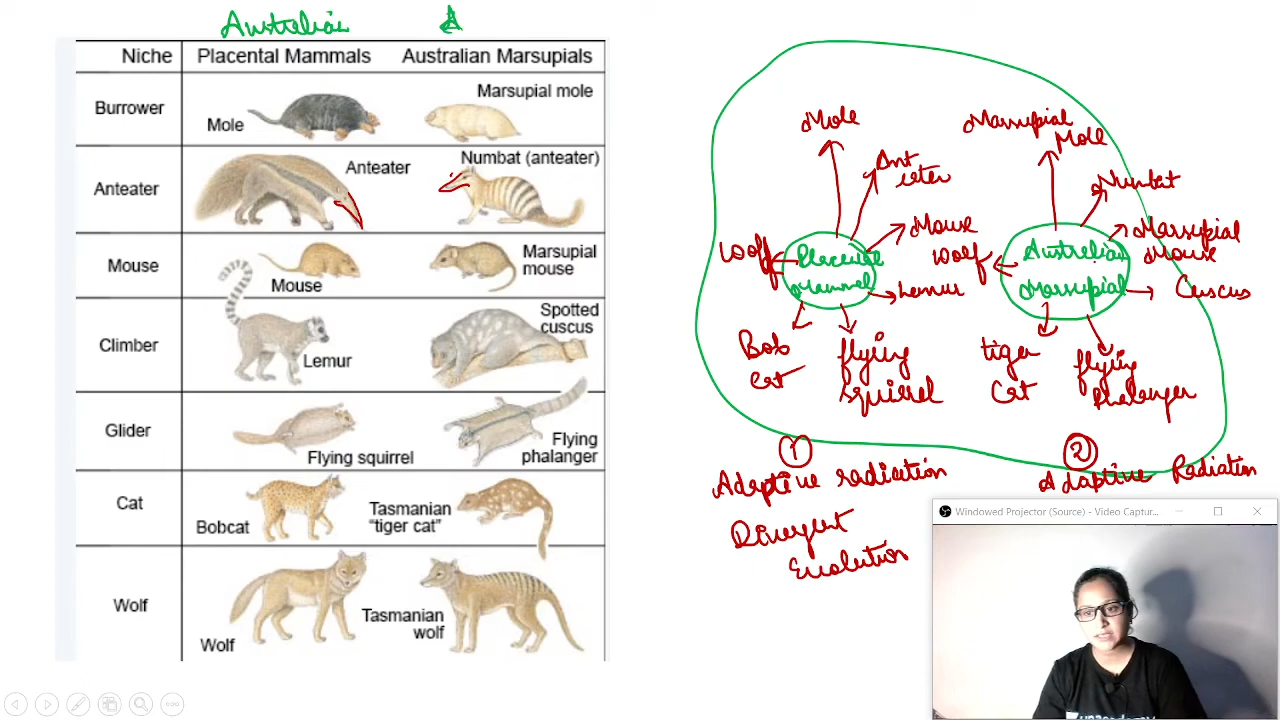 Australian A
Niche Placental Mammals Australian Marsupials
Burrower Mole Marsupial mole
Anteater Anteater Numbat (anteater)
Mouse Mouse Marsupial mouse
Climber Lemur Spotted cuscus
Glider Flying squirrel Flying phalanger
Cat Bobcat Tasmanian "tiger cat"
Wolf Wolf Tasmanian wolf
Mole
Ant
eater
Mouse
Wolf
Placental
Mammal
Lemur
Bob
Cat
flying
squirrel
Marsupial
Mole
Numbat
Marsupial
Mouse
Wolf
Australian
Marsupial
Cuscus
tiger
Cat
flying
Phalanger
1
Adaptive radiation
Divergent
Evolution
2
Adaptive Radiation
Windowed Projector (Source) - Video Captur...